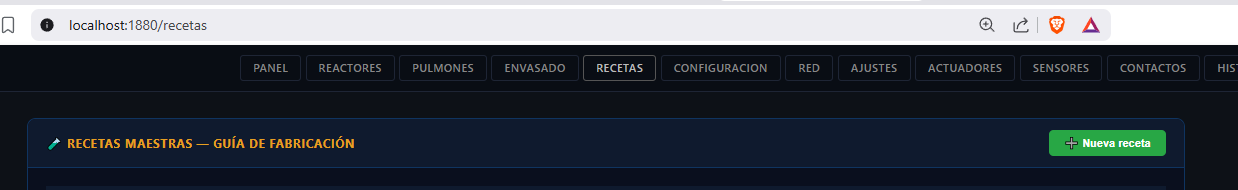 localhost:1880/recetas
PANEL REACTORES PULMONES ENVASADO RECETAS CONFIGURACION RED AJUSTES ACTUADORES SENSORES CONTACTOS HIS
RECETAS MAESTRAS — GUÍA DE FABRICACIÓN Nueva receta